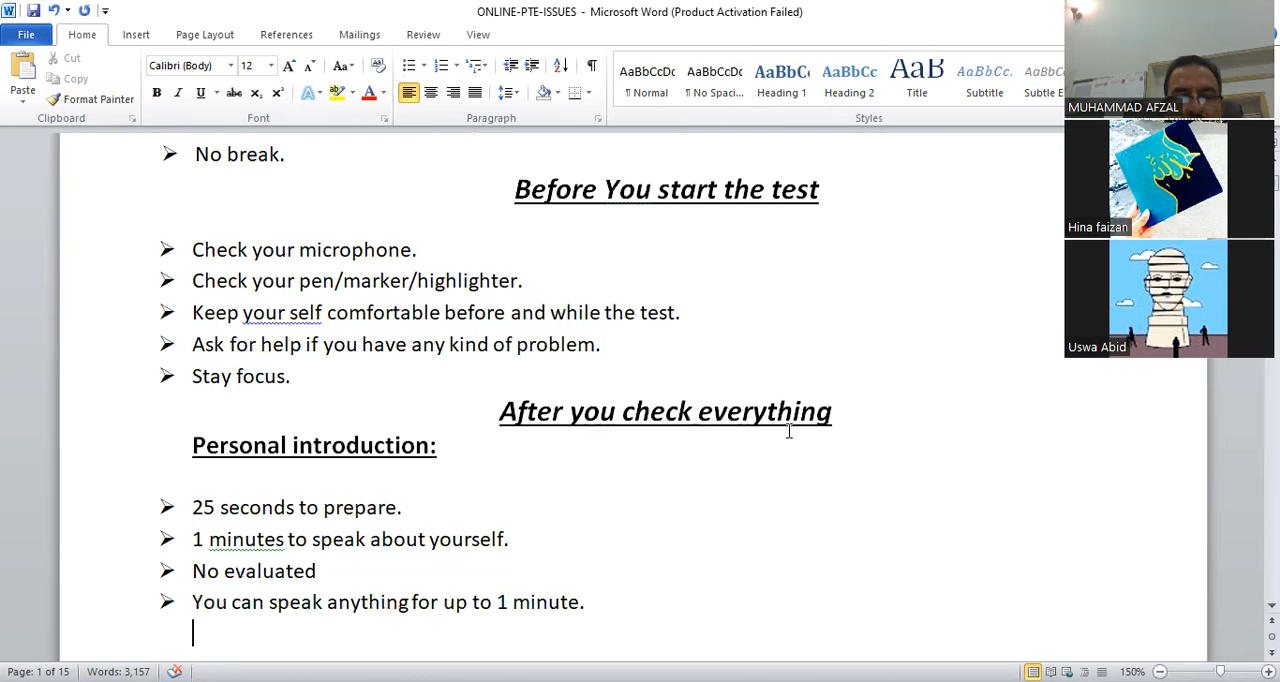 ONLINE-PTE-ISSUES - Microsoft Word (Product Activation Failed)
File Home Insert Page Layout References Mailings Review View
Paste
Cut
Copy
Format Painter
Clipboard
Calibri (Body) 12
Font
Paragraph
AaBbCcDc AaBbCcDc AaBbC AaBbCc AaB AaBbCc. AaBbCc
¶ Normal ¶ No Spaci... Heading 1 Heading 2 Title Subtitle Subtle E
Styles
MUHAMMAD AFZAL
Hina faizan
Uswa Abid
No break.
Before You start the test
Check your microphone.
Check your pen/marker/highlighter.
Keep your self comfortable before and while the test.
Ask for help if you have any kind of problem.
Stay focus.
After you check everything
Personal introduction:
25 seconds to prepare.
1 minutes to speak about yourself.
No evaluated
You can speak anything for up to 1 minute.
Page: 1 of 15 Words: 3,157 150%